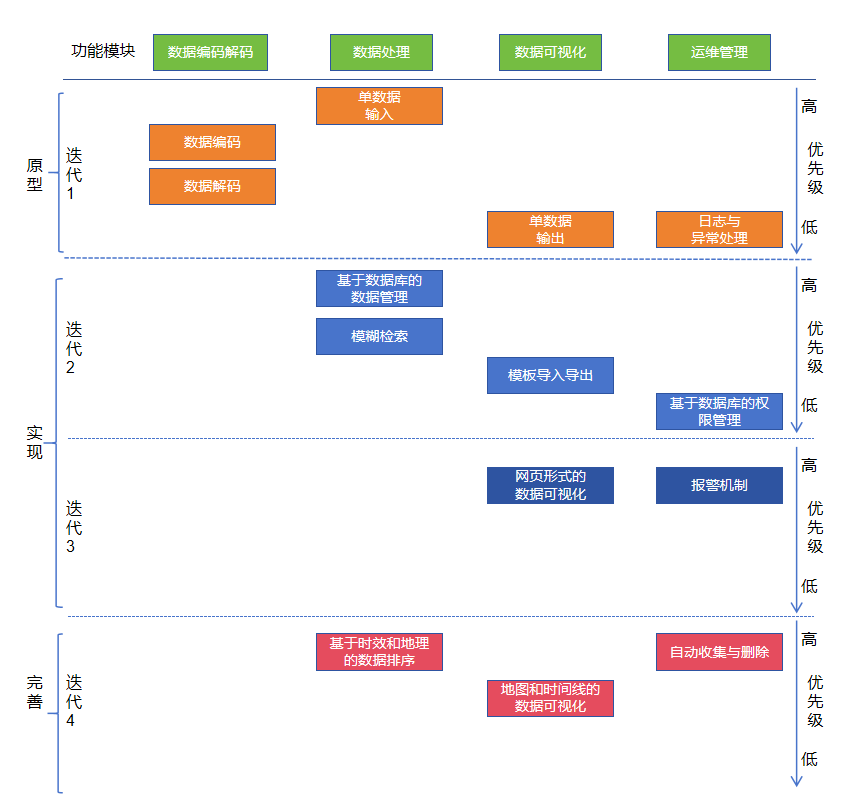 功能模块
数据编码解码
数据处理
数据可视化
运维管理
原型
迭代1
单数据
输入
数据编码
数据解码
单数据
输出
日志与
异常处理
高
优先级
低
实现
迭代2
基于数据库的
数据管理
模糊检索
模板导入导出
基于数据库的权
限管理
高
优先级
低
迭代3
网页形式的
数据可视化
报警机制
高
优先级
低
完善
迭代4
基于时效和地理
的数据排序
自动收集与删除
地图和时间线的
数据可视化
高
优先级
低